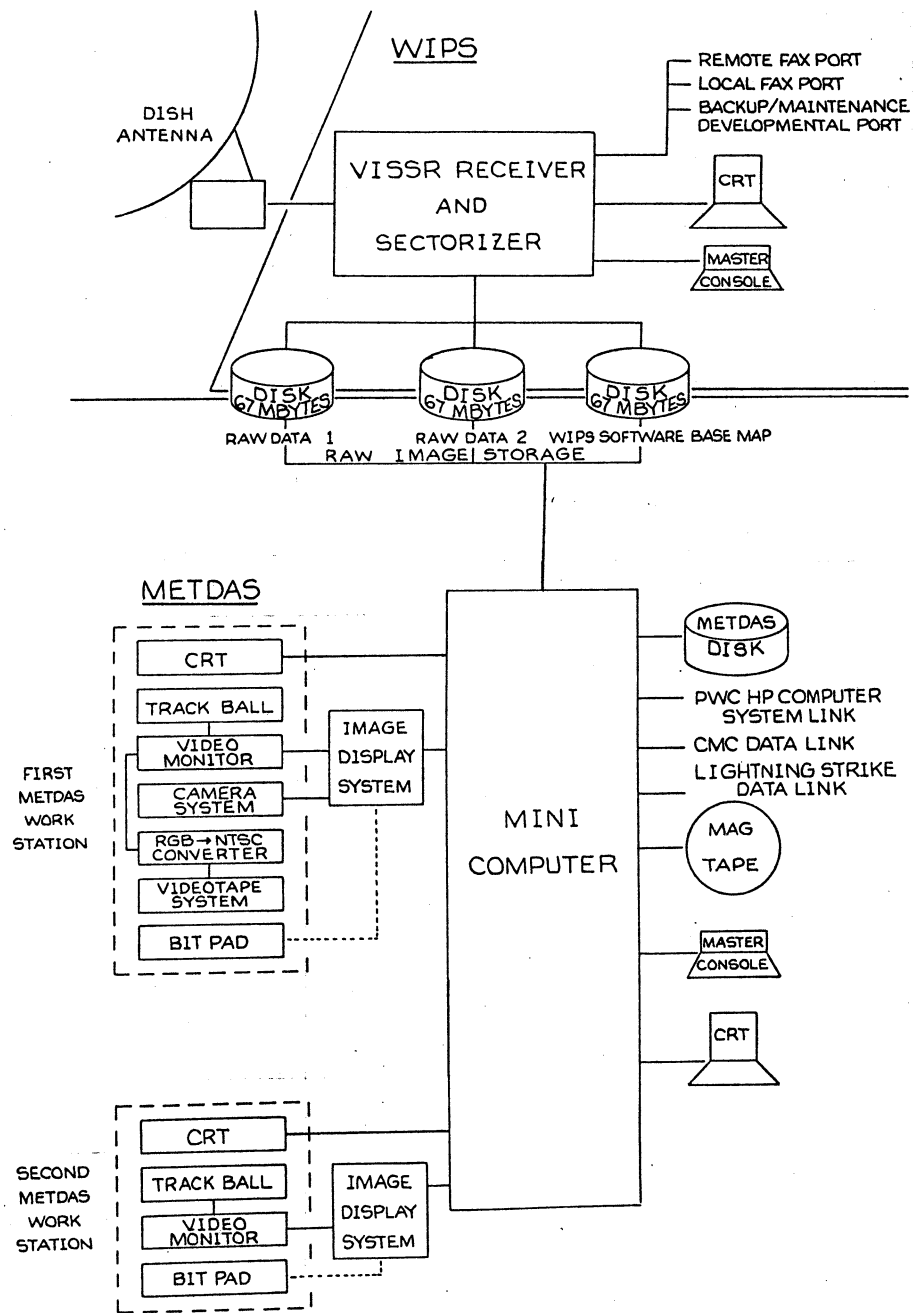 WIPS
REMOTE FAX PORT
LOCAL FAX PORT
BACKUP/MAINTENANCE
DEVELOPMENTAL PORT
DISH
ANTENNA
VISSR RECEIVER
AND
SECTORIZER
CRT
MASTER
CONSOLE
DISK
67 MBYTES
DISK
67 MBYTES
DISK
67 MBYTES
RAW DATA 1
RAW DATA 2
WIPS SOFTWARE BASE MAP
RAW IMAGE STORAGE
METDAS
FIRST
METDAS
WORK
STATION
CRT
TRACK BALL
VIDEO
MONITOR
CAMERA
SYSTEM
RGB→NTSC
CONVERTER
VIDEOTAPE
SYSTEM
BIT PAD
IMAGE
DISPLAY
SYSTEM
MINI
COMPUTER
METDAS
DISK
PWC HP COMPUTER
SYSTEM LINK
CMC DATA LINK
LIGHTNING STRIKE
DATA LINK
MAG
TAPE
MASTER
CONSOLE
CRT
SECOND
METDAS
WORK
STATION
CRT
TRACK BALL
VIDEO
MONITOR
BIT PAD
IMAGE
DISPLAY
SYSTEM